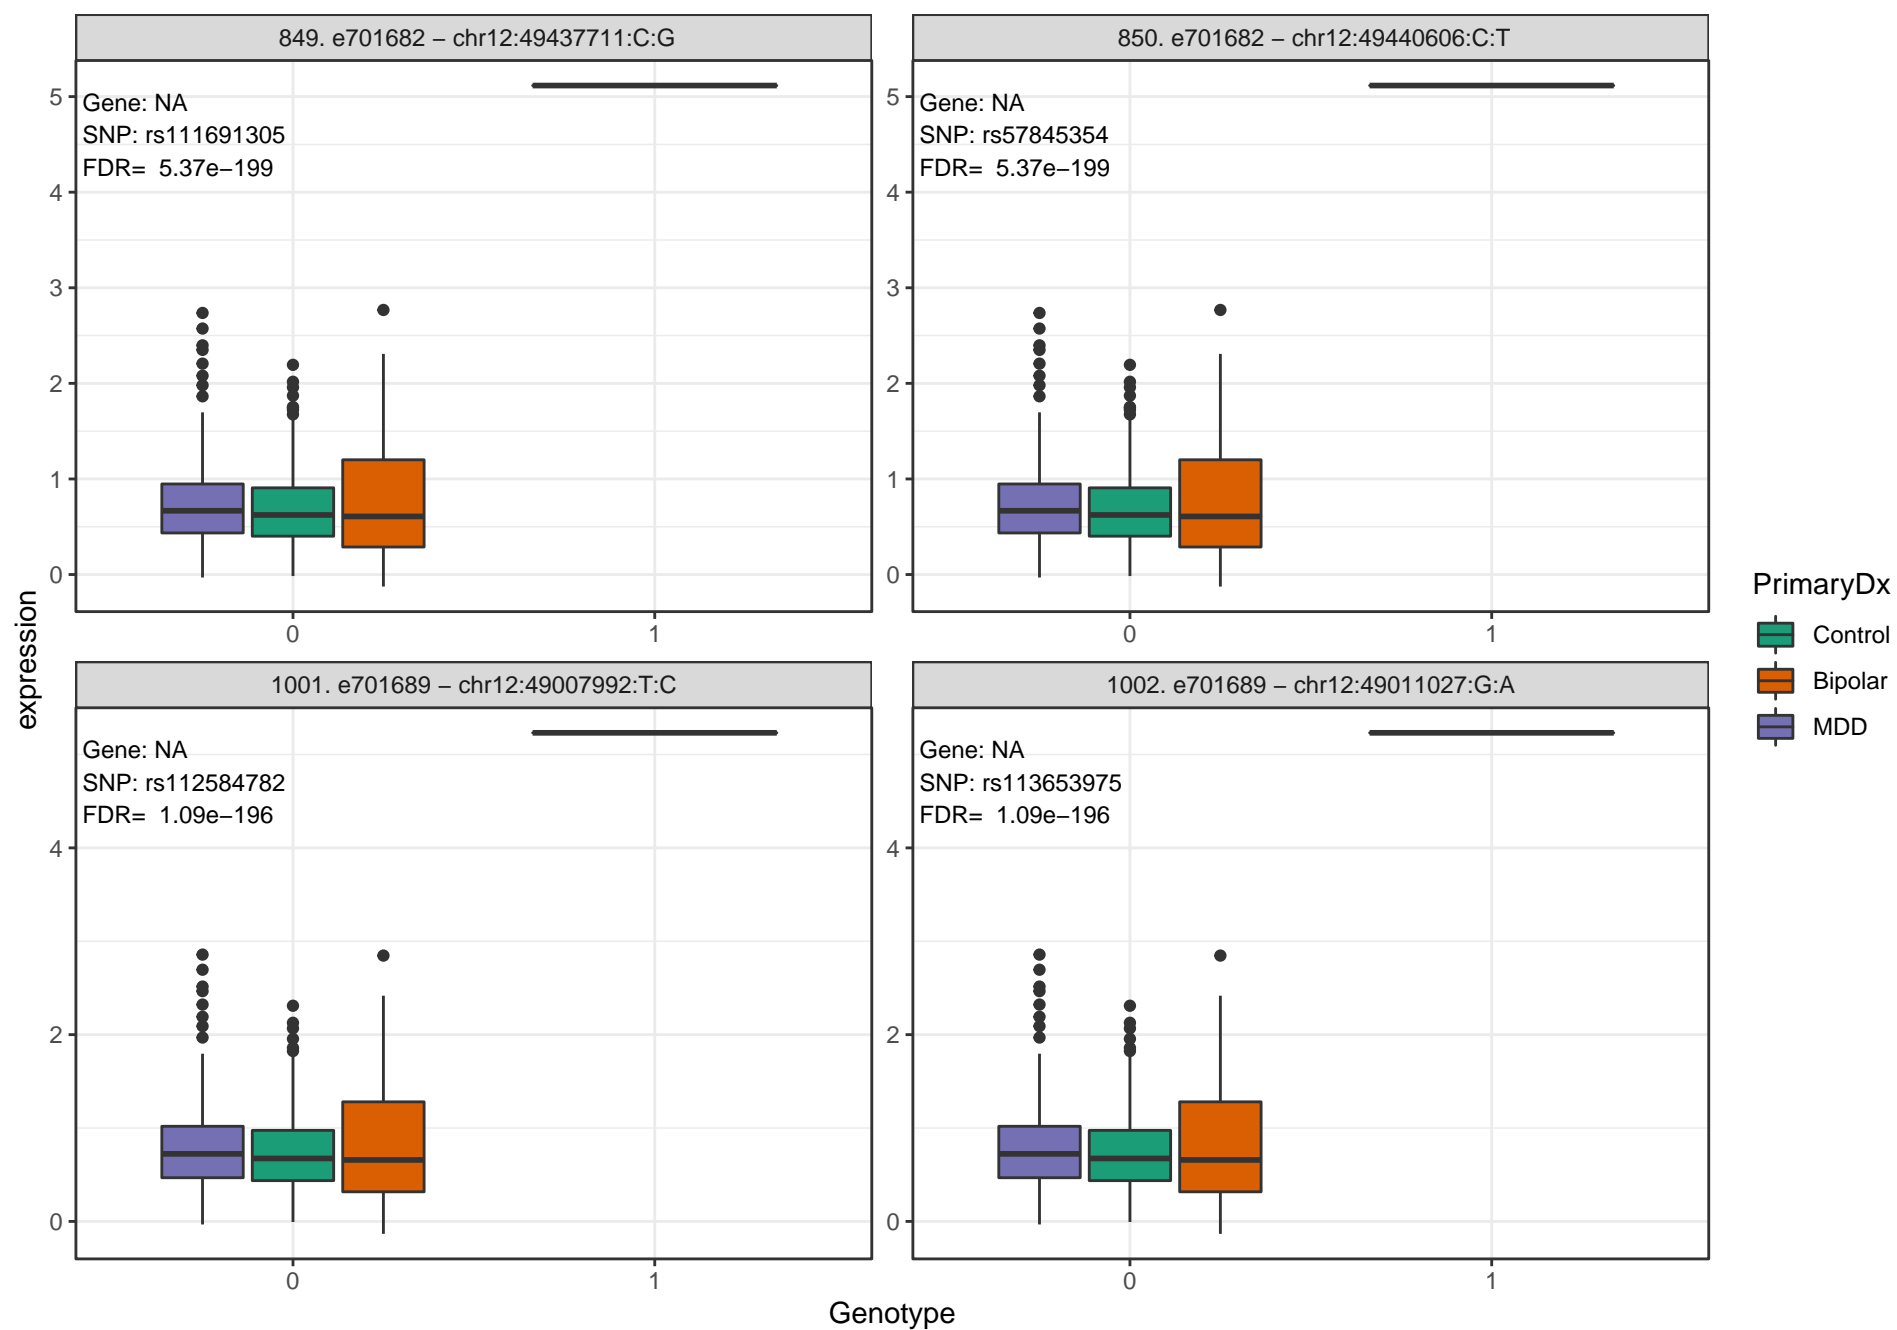 849. e701682 − chr12:49437711:C:G
Gene: NA
SNP: rs111691305
FDR=  5.37e−199
5
4
3
2
1
0
0
1
850. e701682 − chr12:49440606:C:T
Gene: NA
SNP: rs57845354
FDR=  5.37e−199
5
4
3
2
1
0
0
1
1001. e701689 − chr12:49007992:T:C
Gene: NA
SNP: rs112584782
FDR=  1.09e−196
4
2
0
0
1
1002. e701689 − chr12:49011027:G:A
Gene: NA
SNP: rs113653975
FDR=  1.09e−196
4
2
0
0
1
expression
Genotype
PrimaryDx
Control
Bipolar
MDD